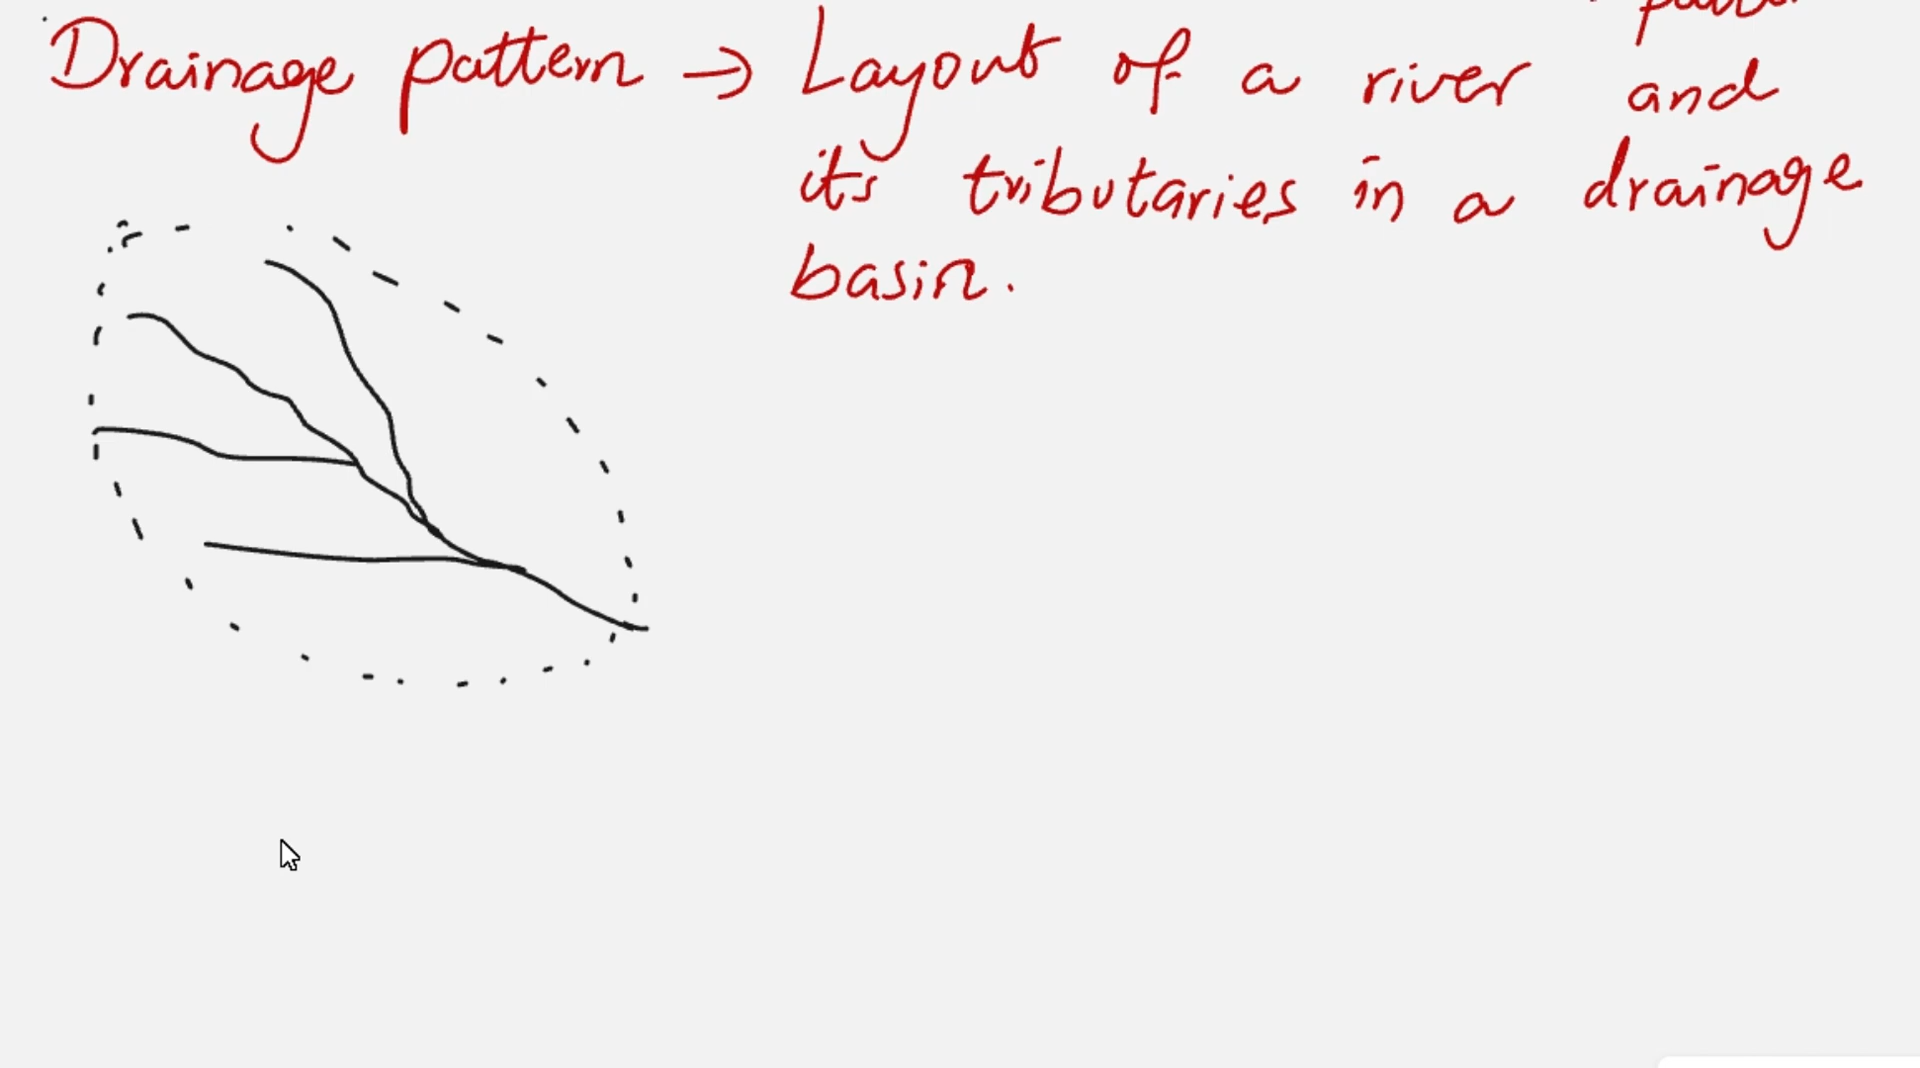 Drainage pattern → Layout of a river and
its tributaries in a drainage
basin.